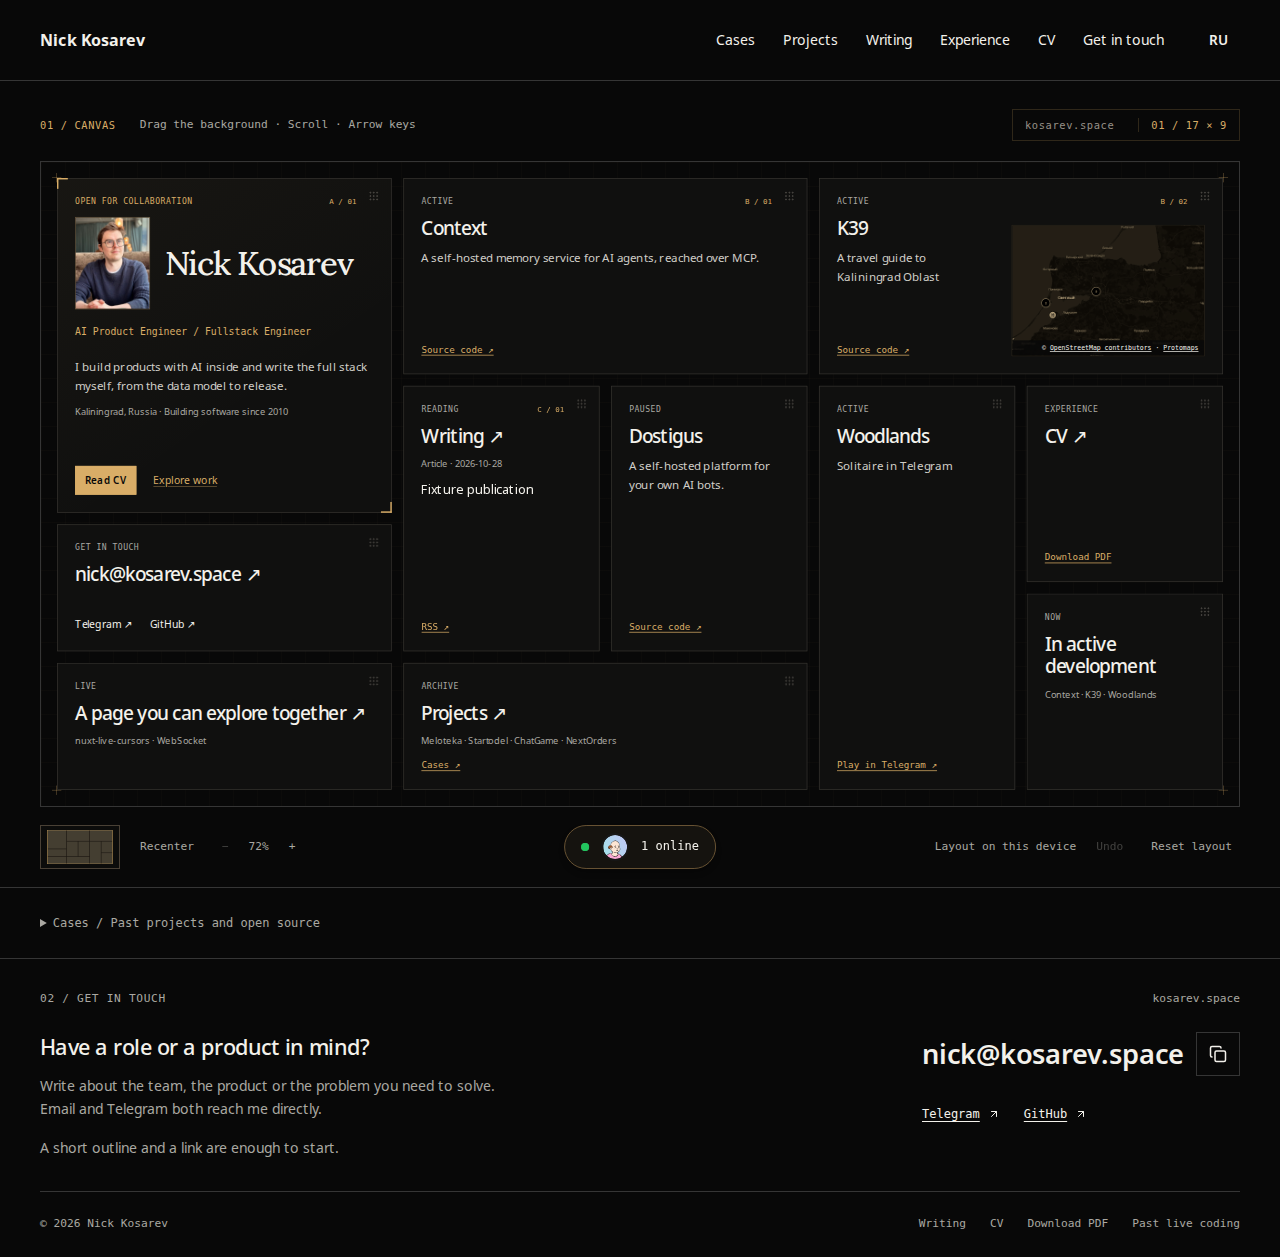 Nick Kosarev
Cases Projects Writing Experience CV Get in touch RU
01 / CANVAS Drag the background · Scroll · Arrow keys
kosarev.space 01 / 17 × 9
OPEN FOR COLLABORATION A / 01
Nick Kosarev
AI Product Engineer / Fullstack Engineer
I build products with AI inside and write the full stack
myself, from the data model to release.
Kaliningrad, Russia · Building software since 2010
Read CV Explore work
ACTIVE B / 01
Context
A self-hosted memory service for AI agents, reached over MCP.
Source code ↗
ACTIVE B / 02
K39
A travel guide to
Kaliningrad Oblast
Source code ↗
© OpenStreetMap contributors · Protomaps
READING C / 01
Writing ↗
Article · 2026-10-28
Fixture publication
RSS ↗
PAUSED
Dostigus
A self-hosted platform for
your own AI bots.
Source code ↗
ACTIVE
Woodlands
Solitaire in Telegram
Play in Telegram ↗
EXPERIENCE
CV ↗
Download PDF
GET IN TOUCH
nick@kosarev.space ↗
Telegram ↗ GitHub ↗
NOW
In active
development
Context · K39 · Woodlands
LIVE
A page you can explore together ↗
nuxt-live-cursors · WebSocket
ARCHIVE
Projects ↗
Meloteka · Startodel · ChatGame · NextOrders
Cases ↗
Recenter − 72% +
1 online
Layout on this device Undo Reset layout
Cases / Past projects and open source
02 / GET IN TOUCH kosarev.space
Have a role or a product in mind?
Write about the team, the product or the problem you need to solve.
Email and Telegram both reach me directly.
A short outline and a link are enough to start.
nick@kosarev.space
Telegram ↗ GitHub ↗
© 2026 Nick Kosarev
Writing CV Download PDF Past live coding